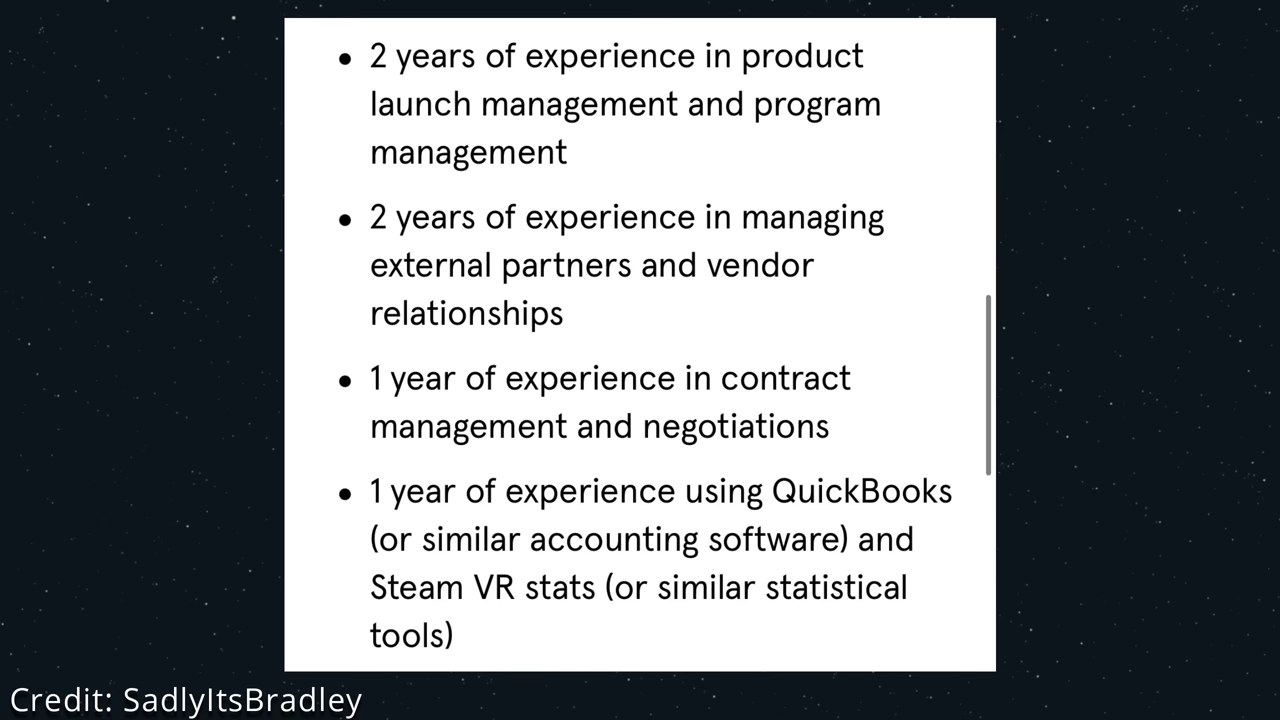 • 2 years of experience in product
launch management and program
management
• 2 years of experience in managing
external partners and vendor
relationships
• 1 year of experience in contract
management and negotiations
• 1 year of experience using QuickBooks
(or similar accounting software) and
Steam VR stats (or similar statistical
tools)
Credit: SadlyItsBradley